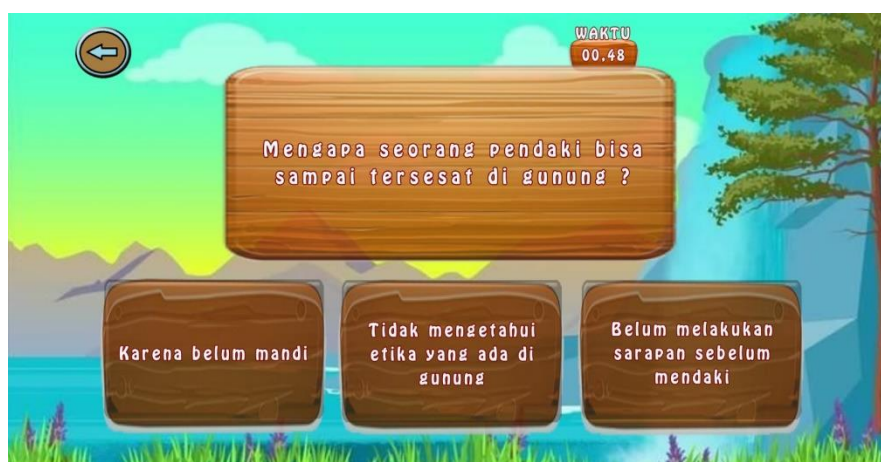 WAKTU
00,48
Mengapa seorang pendaki bisa
sampai tersesat di gunung ?
Karena belum mandi
Tidak mengetahui
etika yang ada di
gunung
Belum melakukan
sarapan sebelum
mendaki